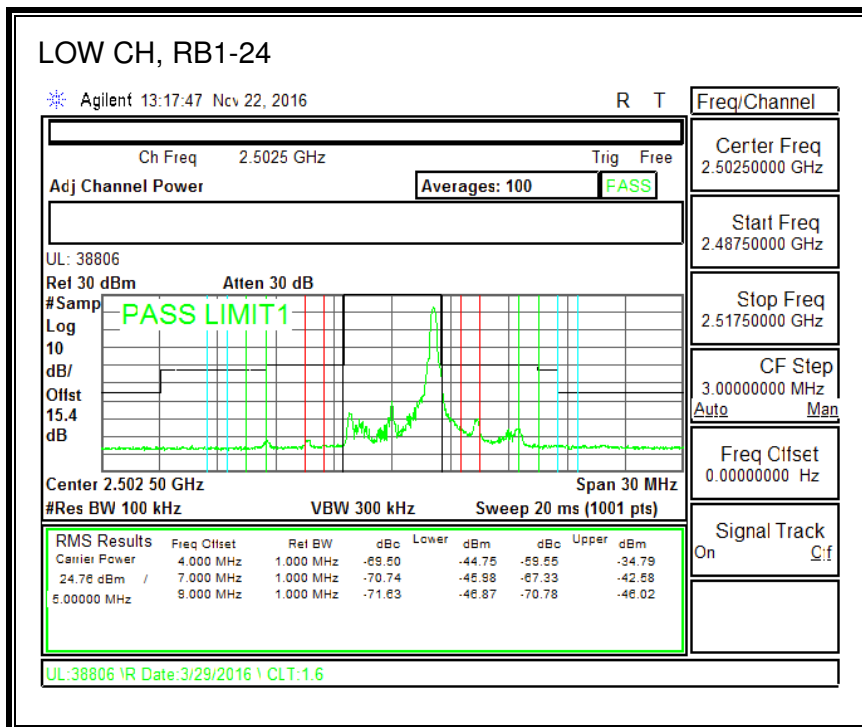 LOW CH, RB1-24
Agilent 13:17:47 Nov 22, 2016 R T
Freq/Channel
Ch Freq 2.5025 GHz Trig Free
Adj Channel Power Averages: 100 PASS
Center Freq
2.50250000 GHz
Start Freq
2.48750000 GHz
Stop Freq
2.51750000 GHz
CF Step
3.00000000 MHz
Auto Man
Freq Offset
0.00000000 Hz
Signal Track
On Off
UL: 38806
Ref 30 dBm Atten 30 dB
#Samp
Log
10
dB/
Offst
15.4
dB
PASS LIMIT1
Center 2.502 50 GHz Span 30 MHz
#Res BW 100 kHz VBW 300 kHz Sweep 20 ms (1001 pts)
RMS Results Freq Offset Ref BW dBc Lower dBm dBc Upper dBm
Carrier Power 4.000 MHz 1.000 MHz -69.50 -44.75 -59.55 -34.79
24.76 dBm / 7.000 MHz 1.000 MHz -70.74 -45.98 -67.33 -42.58
5.00000 MHz 9.000 MHz 1.000 MHz -71.63 -46.87 -70.78 -46.02
UL:38806 \R Date:3/29/2016 \ CLT:1.6